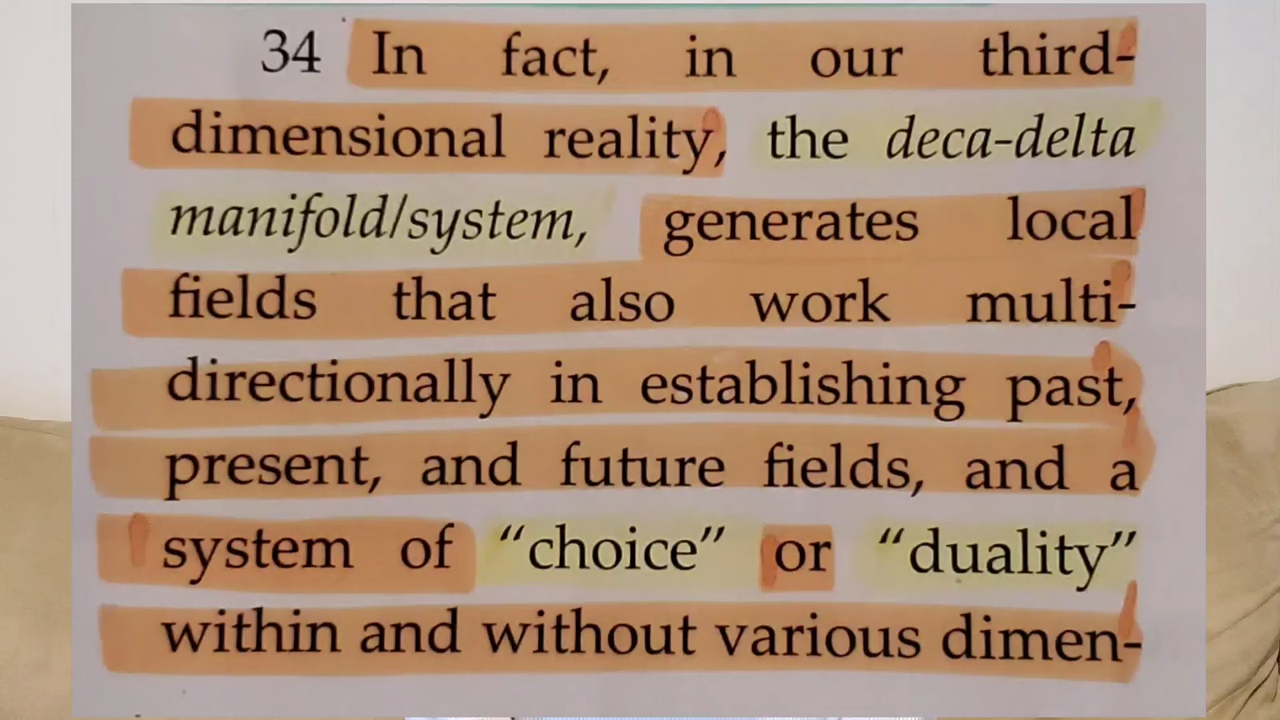 34 In fact, in our third-
dimensional reality, the deca-delta
manifold/system, generates local
fields that also work multi-
directionally in establishing past,
present, and future fields, and a
system of “choice” or “duality”
within and without various dimen-